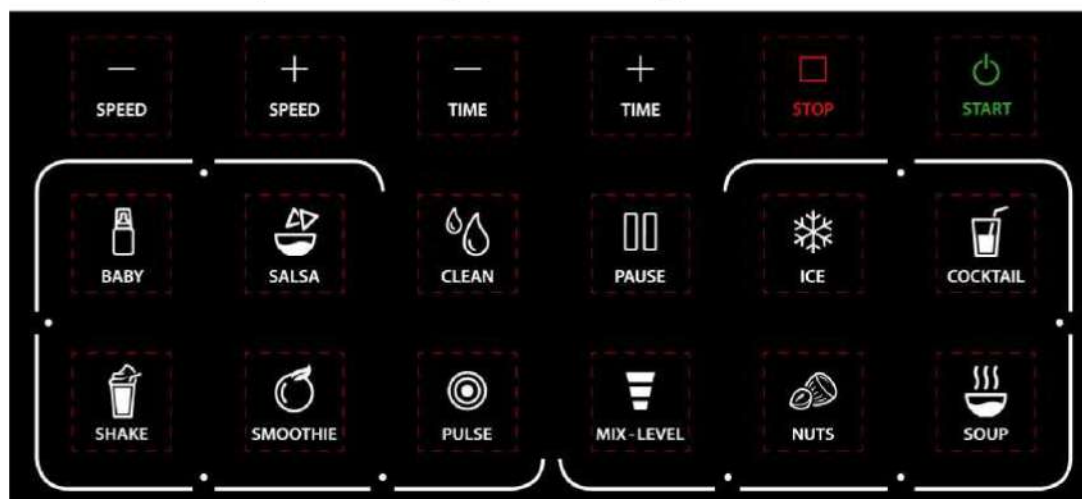 SPEED SPEED TIME TIME STOP START
BABY SALSA CLEAN PAUSE ICE COCKTAIL
SHAKE SMOOTHIE PULSE MIX-LEVEL NUTS SOUP